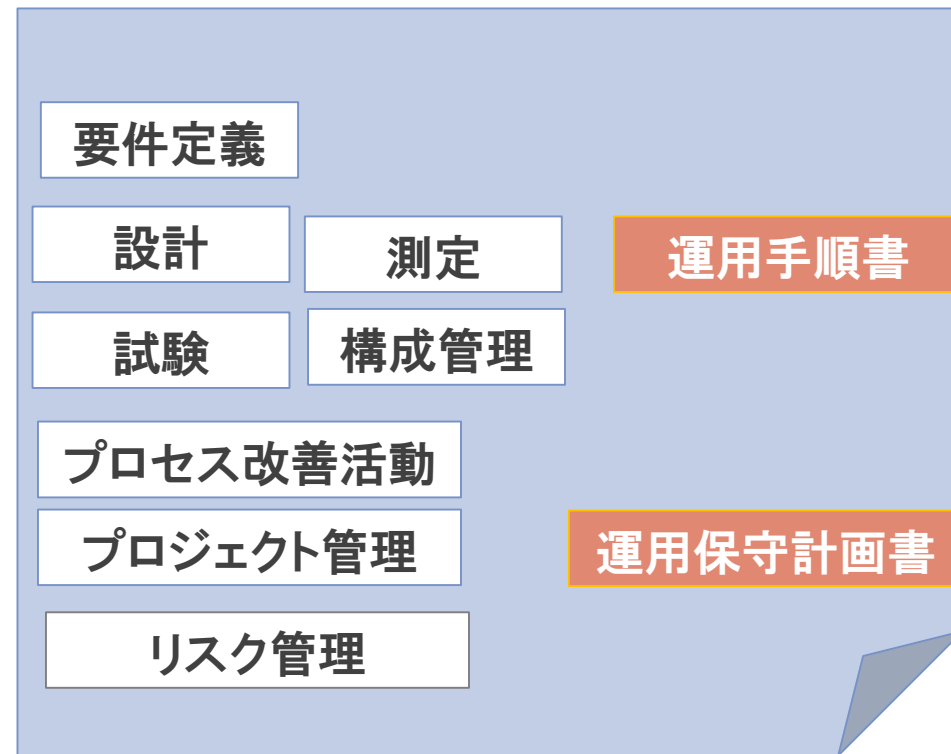 要件定義
設計
測定
運用手順書
試験
構成管理
プロセス改善活動
プロジェクト管理
運用保守計画書
リスク管理